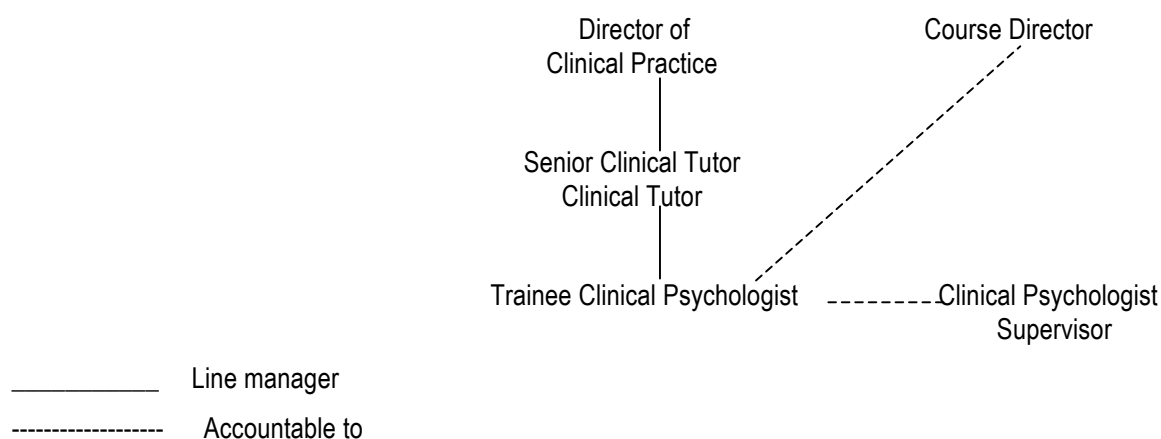 Director of
Clinical Practice
Course Director
Senior Clinical Tutor
Clinical Tutor
Trainee Clinical Psychologist
Clinical Psychologist
Supervisor
Line manager
Accountable to